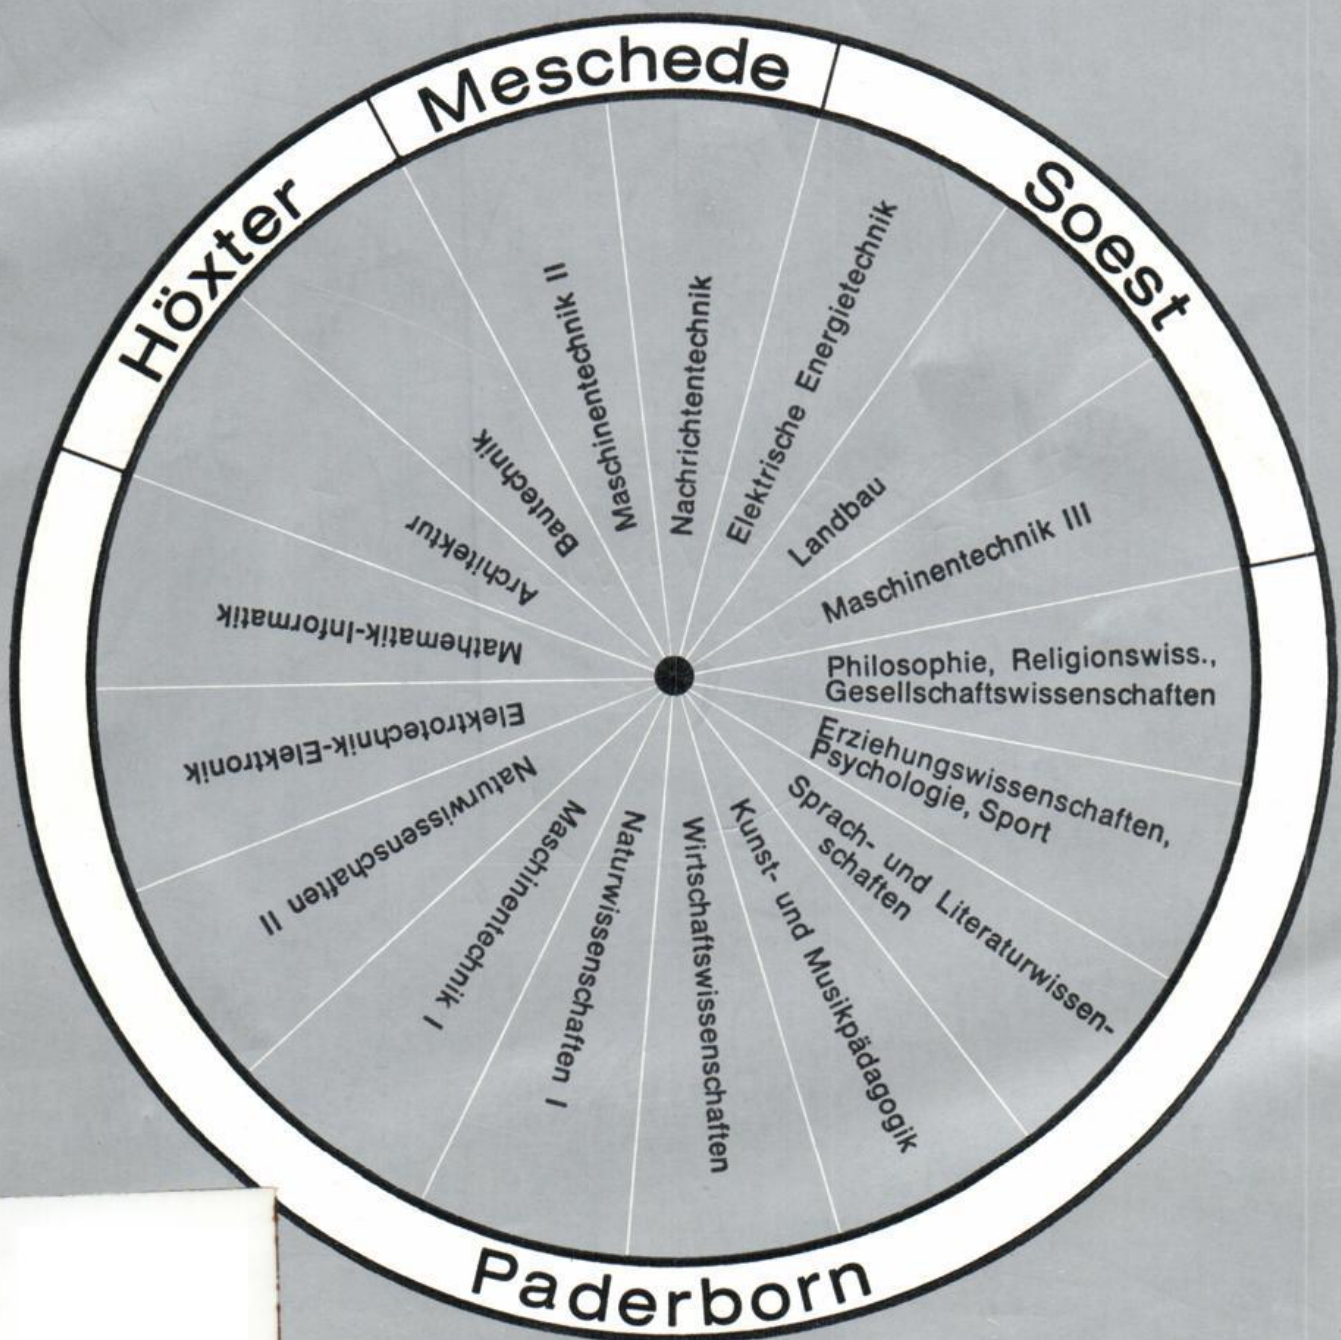 Höxter
Meschede
Soest
Paderborn
Maschinentechnik II
Nachrichtentechnik
Elektrische Energietechnik
Landbau
Maschinentechnik III
Philosophie, Religionswiss.,
Gesellschaftswissenschaften
Erziehungswissenschaften,
Psychologie, Sport
Sprach- und Literaturwissen-
schaften
Kunst- und Musikpädagogik
Wirtschaftswissenschaften
Naturwissenschaften I
Maschinentechnik I
Naturwissenschaften II
Elektrotechnik-Elektronik
Mathematik-Informatik
Architektur
Bautechnik